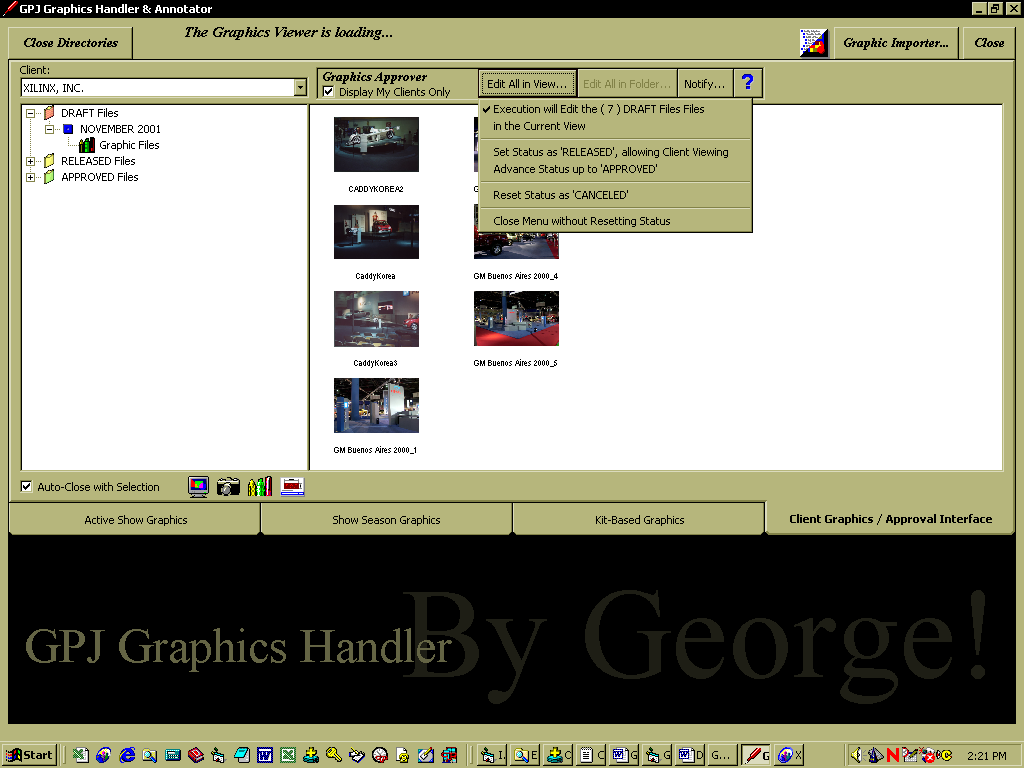 GPJ Graphics Handler & Annotator
Close Directories
The Graphics Viewer is loading...
Graphic Importer...
Close
Client:
XILINX, INC.
Graphics Approver
Display My Clients Only
Edit All in View...
Edit All in Folder...
Notify...
?
DRAFT Files
NOVEMBER 2001
Graphic Files
RELEASED Files
APPROVED Files
Execution will Edit the ( 7 ) DRAFT Files Files
in the Current View
Set Status as 'RELEASED', allowing Client Viewing
Advance Status up to 'APPROVED'
Reset Status as 'CANCELED'
Close Menu without Resetting Status
CADDYKOREA2
G
CaddyKorea
GM Buenos Aires 2000_4
CaddyKorea3
GM Buenos Aires 2000_5
GM Buenos Aires 2000_1
Auto-Close with Selection
Active Show Graphics
Show Season Graphics
Kit-Based Graphics
Client Graphics / Approval Interface
By George!
GPJ Graphics Handler
Start
I.
E
C
C
G
G
D
G...
G
X
2:21 PM